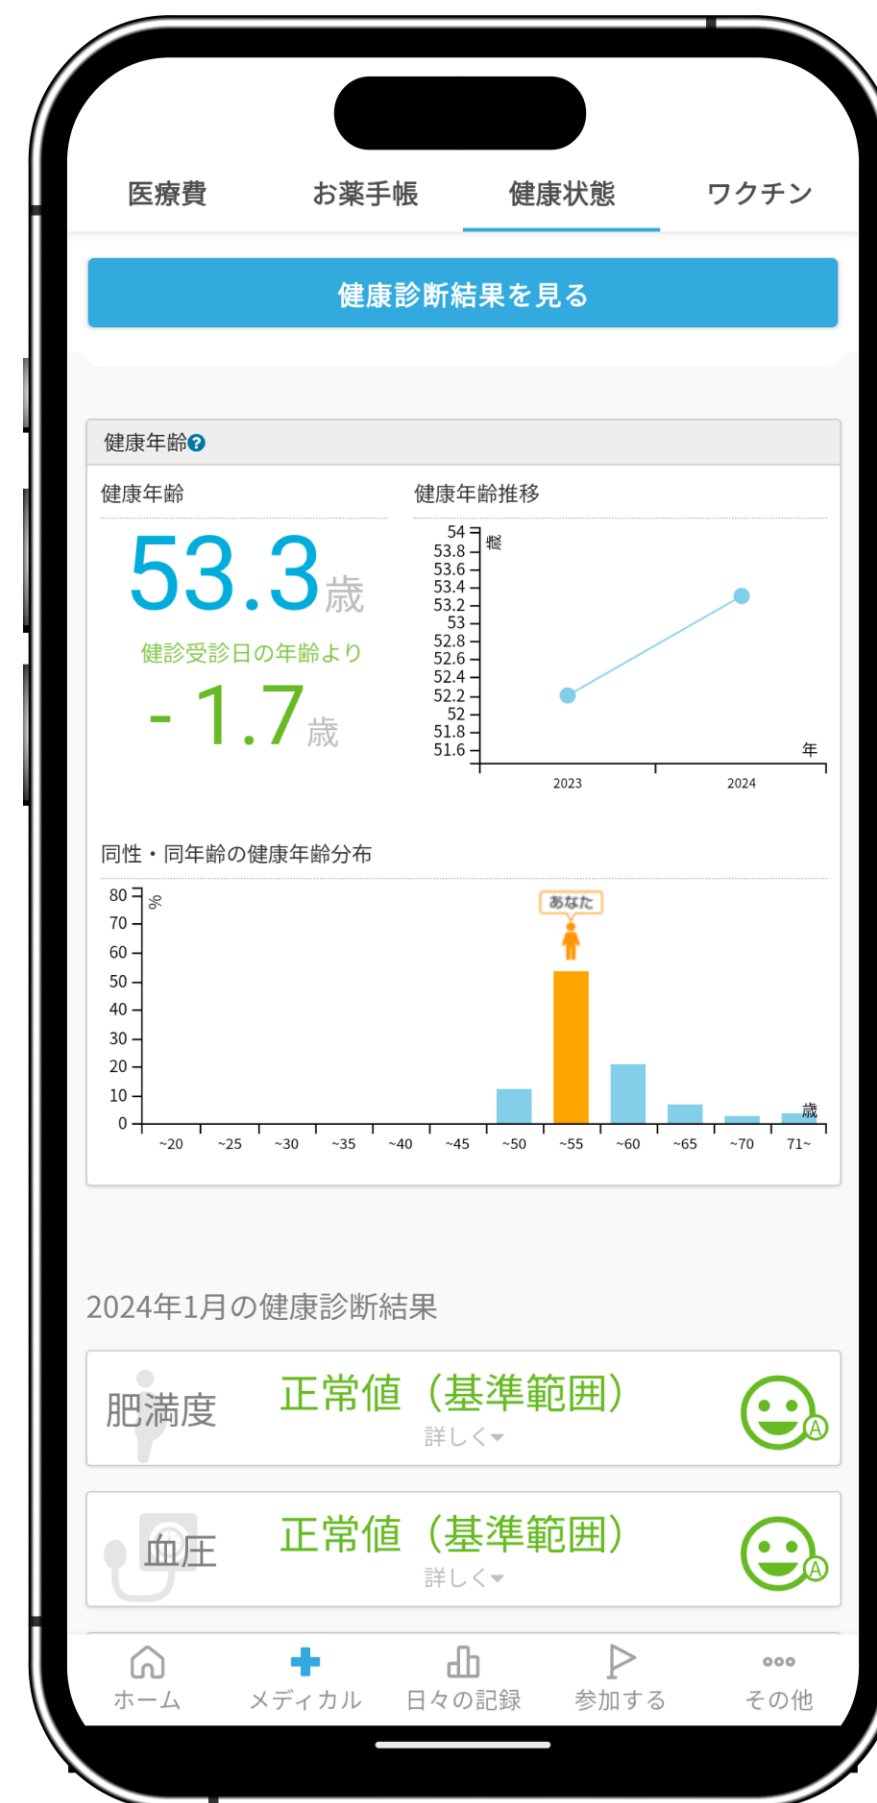 医療費 お薬手帳 健康状態 ワクチン
健康診断結果を見る
健康年齢?
健康年齢
53.3歳
健診受診日の年齢より
- 1.7歳
健康年齢推移
歳
54
53.8
53.6
53.4
53.2
53
52.8
52.6
52.4
52.2
52
51.8
51.6
年
2023 2024
同性・同年齢の健康年齢分布
%
80
70
60
50
40
30
20
10
0
あなた
歳
~20 ~25 ~30 ~35 ~40 ~45 ~50 ~55 ~60 ~65 ~70 71~
2024年1月の健康診断結果
肥満度 正常値（基準範囲） A
詳しく
血圧 正常値（基準範囲） A
詳しく
ホーム メディカル 日々の記録 参加する その他